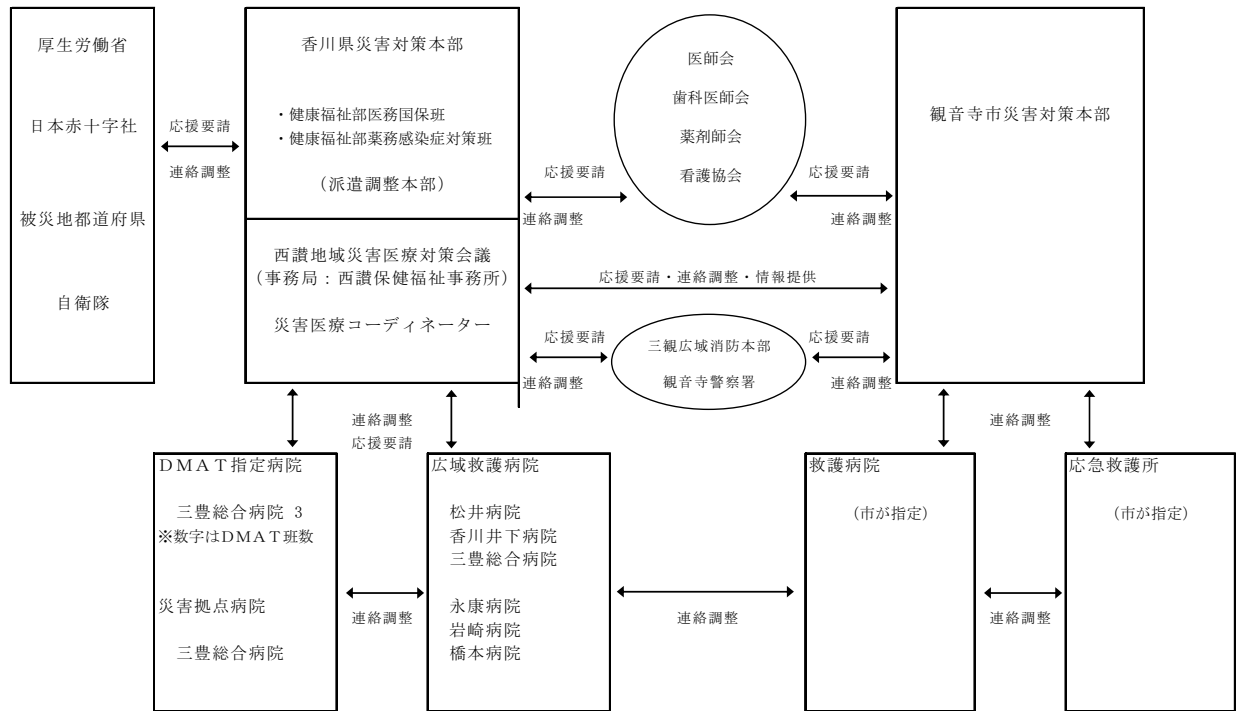 厚生労働省
日本赤十字社
被災地都道府県
自衛隊
応援要請
連絡調整
香川県災害対策本部
・健康福祉部医務国保班
・健康福祉部薬務感染症対策班
（派遣調整本部）
西讃地域災害医療対策会議
（事務局：西讃保健福祉事務所）
災害医療コーディネーター
医師会
歯科医師会
薬剤師会
看護協会
応援要請
連絡調整
応援要請
連絡調整
観音寺市災害対策本部
応援要請・連絡調整・情報提供
三観広域消防本部
観音寺警察署
応援要請
連絡調整
応援要請
連絡調整
連絡調整
応援要請
連絡調整
DMAT指定病院
三豊総合病院 3
※数字はDMAT班数
災害拠点病院
三豊総合病院
連絡調整
広域救護病院
松井病院
香川井下病院
三豊総合病院
永康病院
岩崎病院
橋本病院
連絡調整
救護病院
（市が指定）
連絡調整
応急救護所
（市が指定）